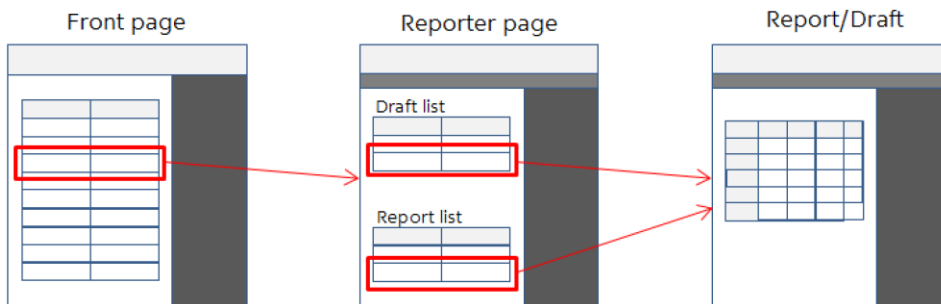 Front page
Reporter page
Report/Draft
Draft list
Report list